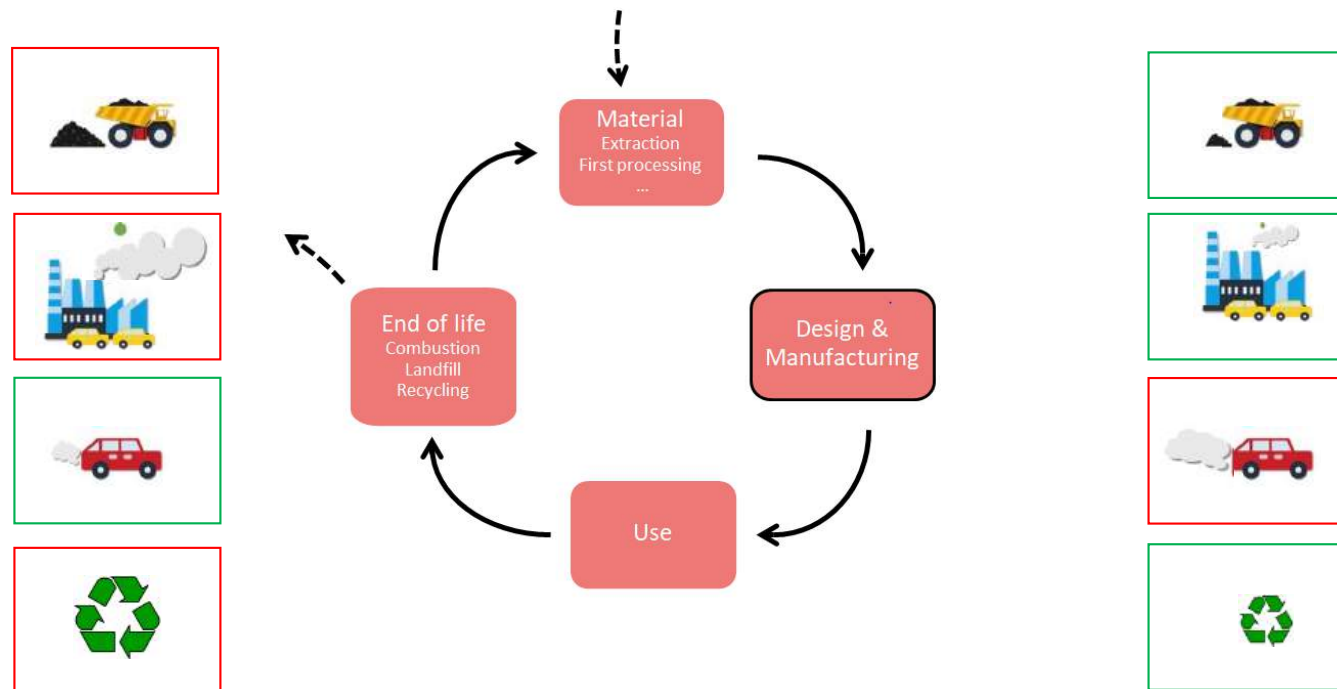 Material
Extraction
First processing
...
Design &
Manufacturing
Use
End of life
Combustion
Landfill
Recycling